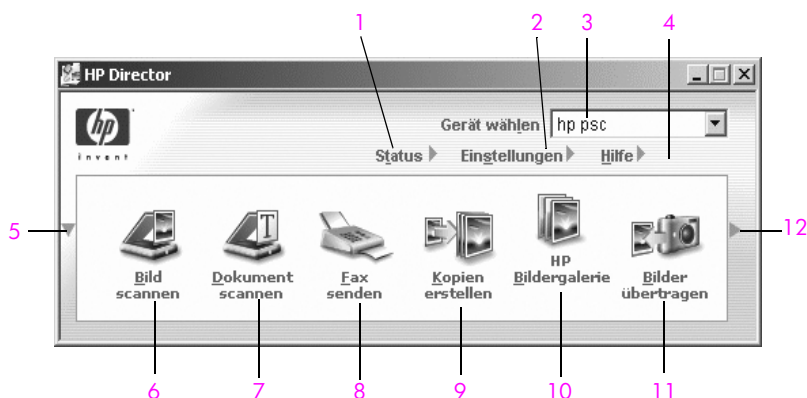 1 2 3 4
HP Director
hp
invent
Gerät wählen hp psc
Status Einstellungen Hilfe
5
12
Bild scannen
Dokument scannen
Fax senden
Kopien erstellen
HP Bildergalerie
Bilder übertragen
6 7 8 9 10 11